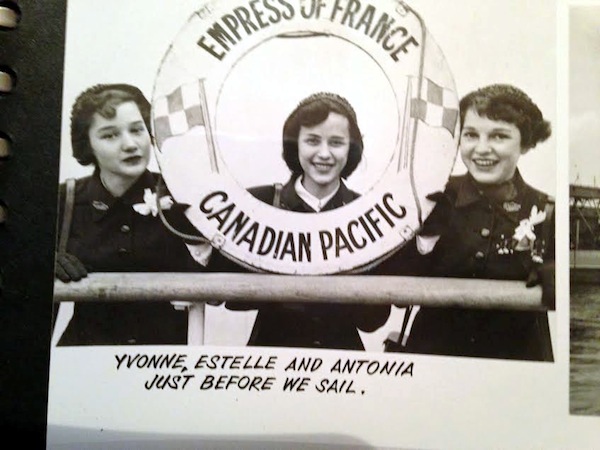 EMPRESS OF FRANCE
CANADIAN PACIFIC
YVONNE, ESTELLE AND ANTONIA
JUST BEFORE WE SAIL.